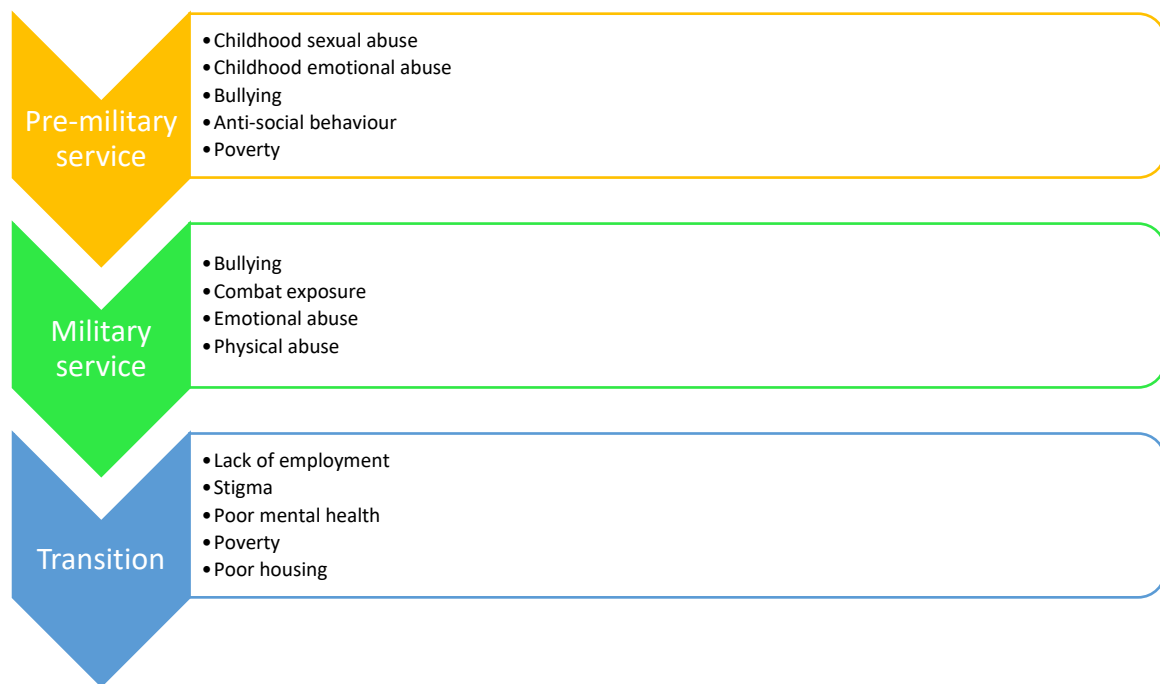 Pre-military
service
•Childhood sexual abuse
•Childhood emotional abuse
•Bullying
•Anti-social behaviour
•Poverty
Military
service
•Bullying
•Combat exposure
•Emotional abuse
•Physical abuse
Transition
•Lack of employment
•Stigma
•Poor mental health
•Poverty
•Poor housing